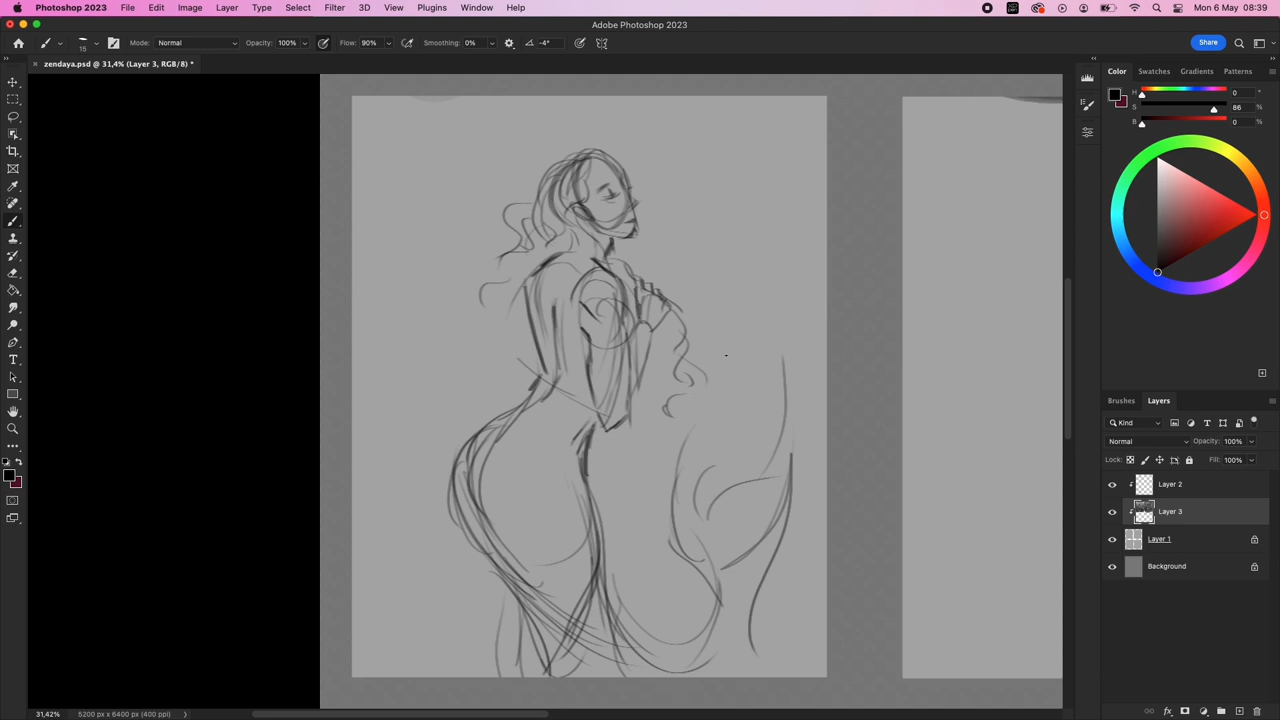 Photoshop 2023 File Edit Image Layer Type Select Filter 3D View Plugins Window Help Mon 6 May 08:39
Adobe Photoshop 2023
15 Mode: Normal Opacity: 100% Flow: 90% Smoothing: 0% -4° Share
zendaya.psd @ 31,4% (Layer 3, RGB/8) *
Color Swatches Gradients Patterns
H 0 °
S 86 %
B 0 %
Brushes Layers
Kind
Normal Opacity: 100%
Lock: Fill: 100%
Layer 2
Layer 3
Layer 1
Background
31,42% 5200 px x 6400 px (400 ppi)